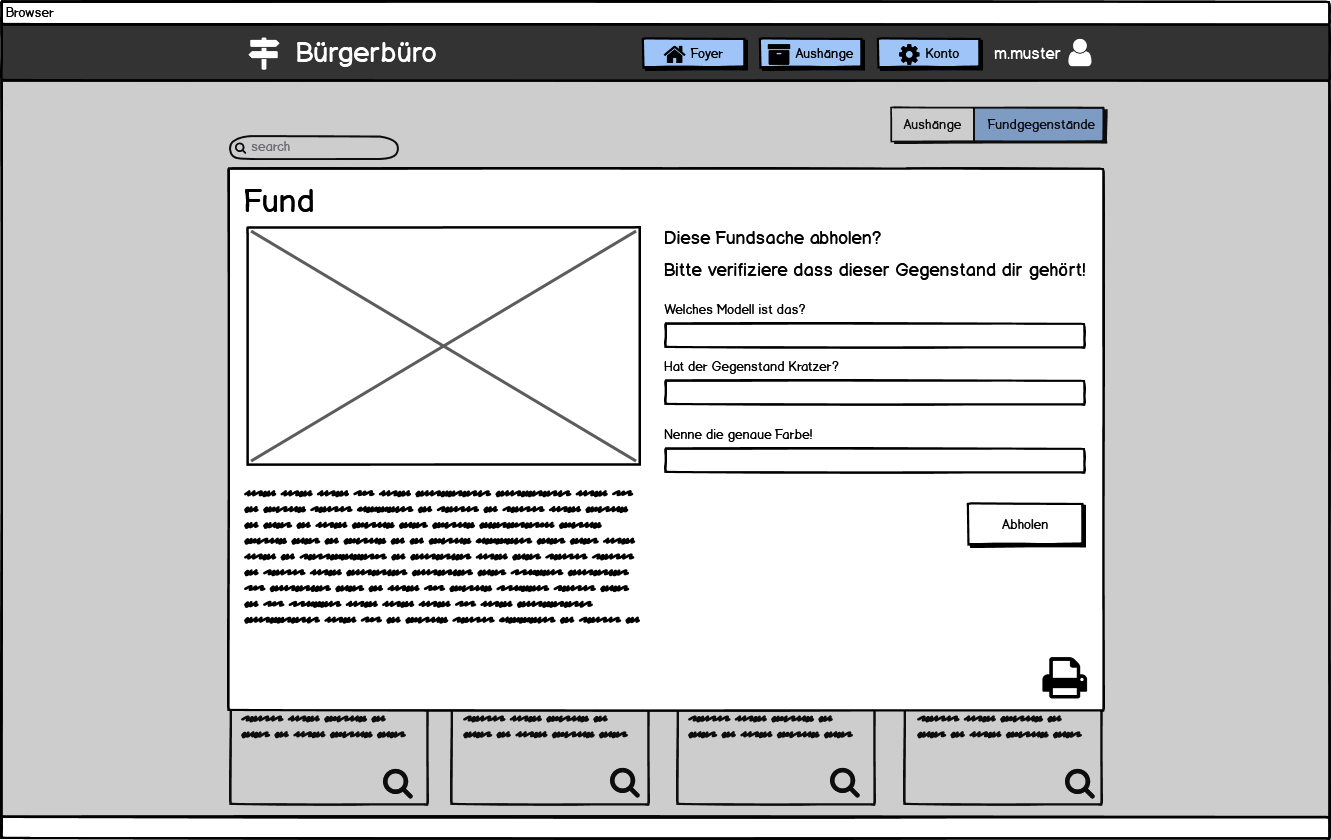 Browser
Bürgerbüro
Foyer
Aushänge
Konto
m.muster
Aushänge
Fundgegenstände
search
Fund
Diese Fundsache abholen?
Bitte verifiziere dass dieser Gegenstand dir gehört!
Welches Modell ist das?
Hat der Gegenstand Kratzer?
Nenne die genaue Farbe!
Abholen